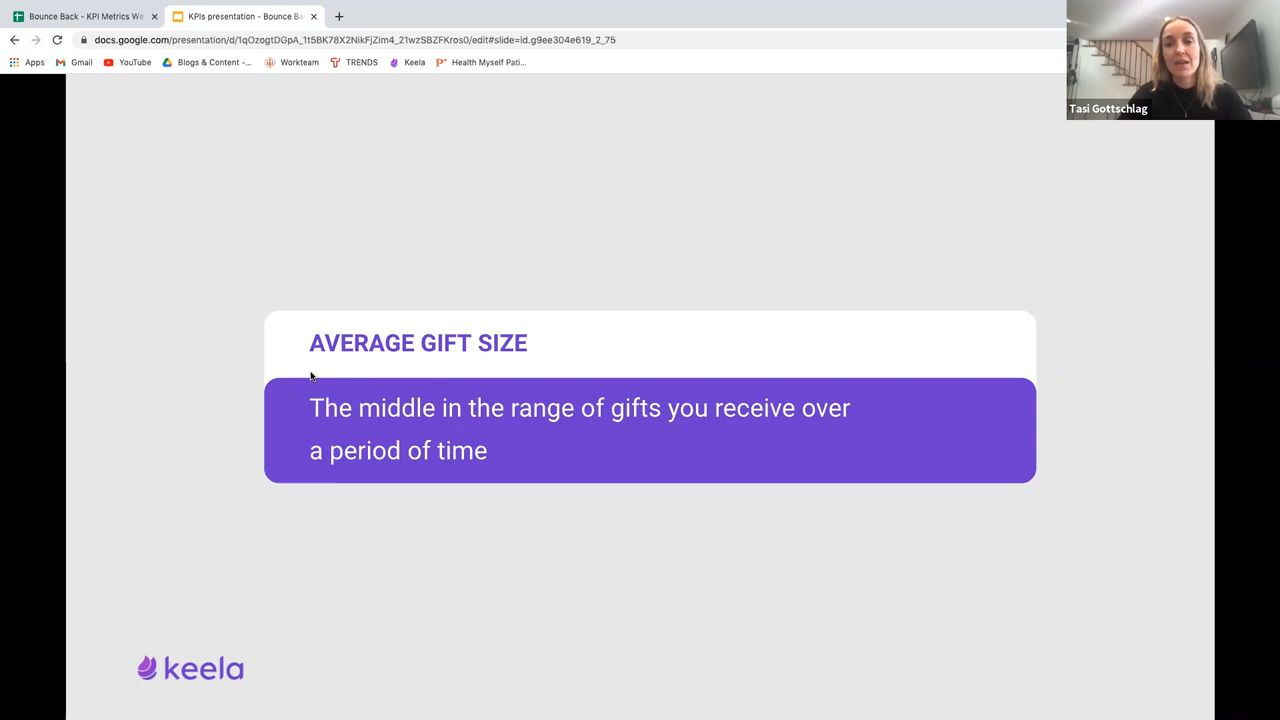 Bounce Back - KPI Metrics We
KPIs presentation - Bounce Ba
docs.google.com/presentation/d/1qOzogtDGpA_1t5BK78X2NikFjZim4_21wzSBZFKros0/edit#slide=id.g9ee304e619_2_75
Apps
Gmail
YouTube
Blogs & Content -...
Workteam
TRENDS
Keela
Health Myself Pati...
Tasi Gottschlag
AVERAGE GIFT SIZE
The middle in the range of gifts you receive over
a period of time
keela